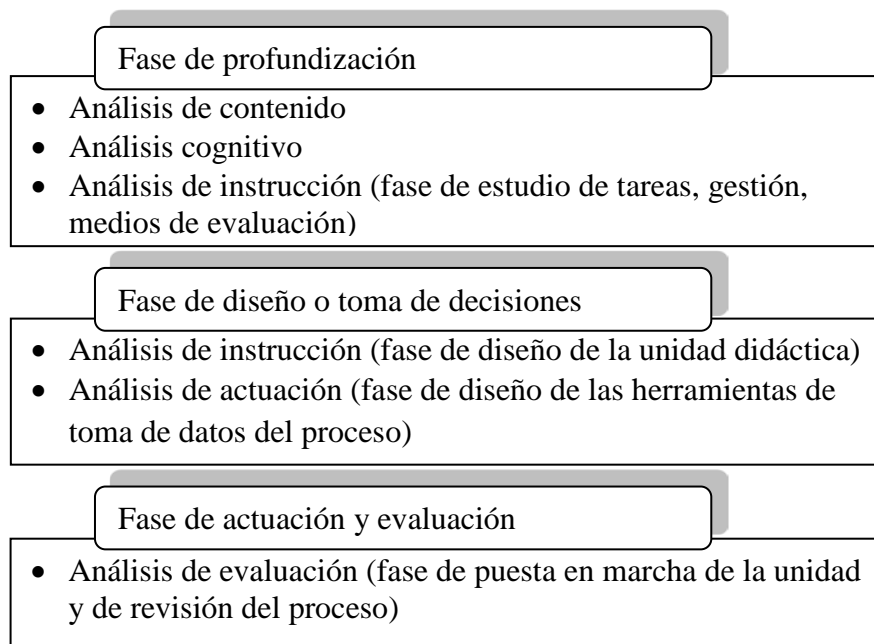 Fase de profundización
• Análisis de contenido
• Análisis cognitivo
• Análisis de instrucción (fase de estudio de tareas, gestión,
medios de evaluación)
Fase de diseño o toma de decisiones
• Análisis de instrucción (fase de diseño de la unidad didáctica)
• Análisis de actuación (fase de diseño de las herramientas de
toma de datos del proceso)
Fase de actuación y evaluación
• Análisis de evaluación (fase de puesta en marcha de la unidad
y de revisión del proceso)